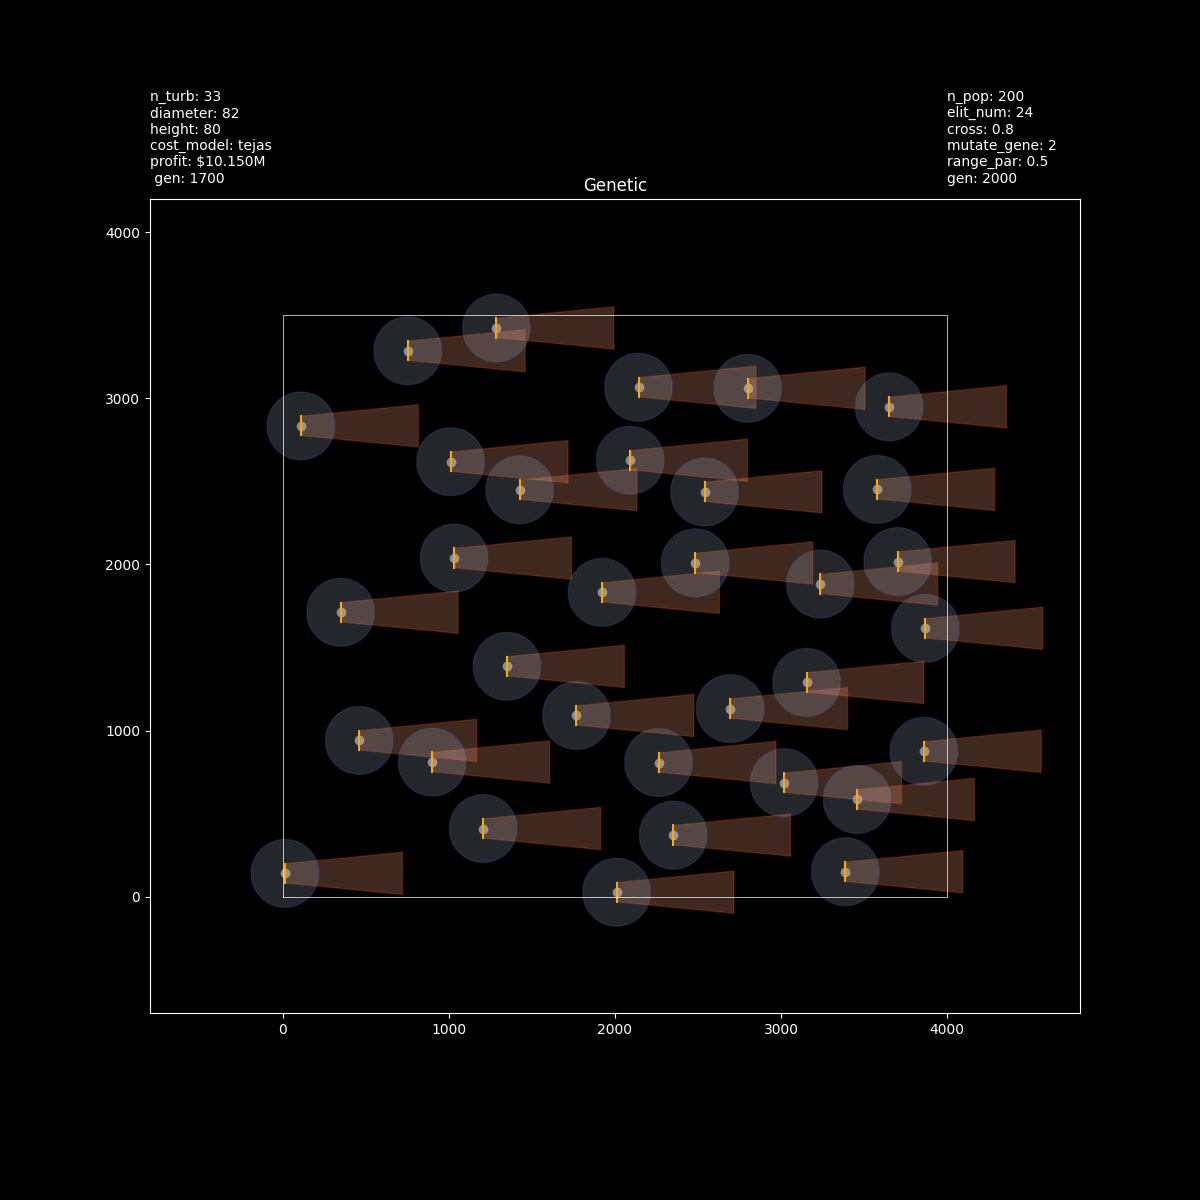 n_turb: 33
diameter: 82
height: 80
cost_model: tejas
profit: $10.150M
gen: 1700
n_pop: 200
elit_num: 24
cross: 0.8
mutate_gene: 2
range_par: 0.5
gen: 2000
Genetic
4000
3000
2000
1000
0
0 1000 2000 3000 4000